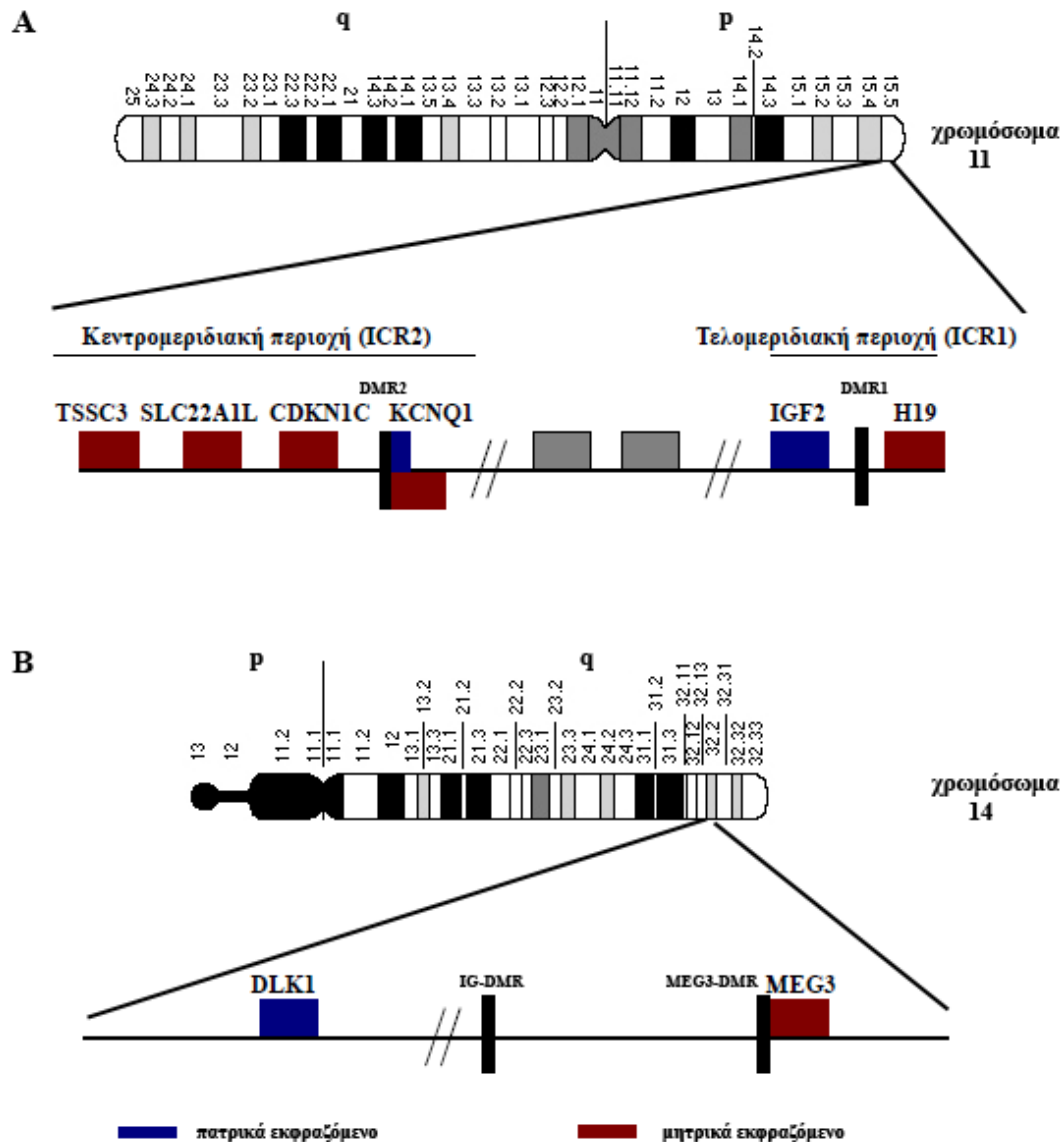 A
q p
25 24.3 24.2 24.1 23.3 23.2 23.1 22.3 22.2 22.1 21 14.3 14.2 14.1 13.5 13.4 13.3 13.2 13.1 12.3 12.2 12.1 11 11.11 11.12 11.2 12 13 14.1 14.2 14.3 15.1 15.2 15.3 15.4 15.5
χρωμόσωμα
11
Κεντρομεριδιακή περιοχή (ICR2) Τελομεριδιακή περιοχή (ICR1)
DMR2 DMR1
TSSC3 SLC22A1L CDKN1C KCNQ1 IGF2 H19
B
p q
13 12 11.2 11.1 11.1 11.2 12 13.1 13.2 13.3 21.1 21.2 21.3 22.1 22.2 22.3 23.1 23.2 23.3 24.1 24.2 24.3 31.1 31.2 31.3 32.11 32.12 32.13 32.2 32.31 32.32 32.33
χρωμόσωμα
14
DLK1 IG-DMR MEG3-DMR MEG3
πατρικά εκφραζόμενο μητρικά εκφραζόμενο